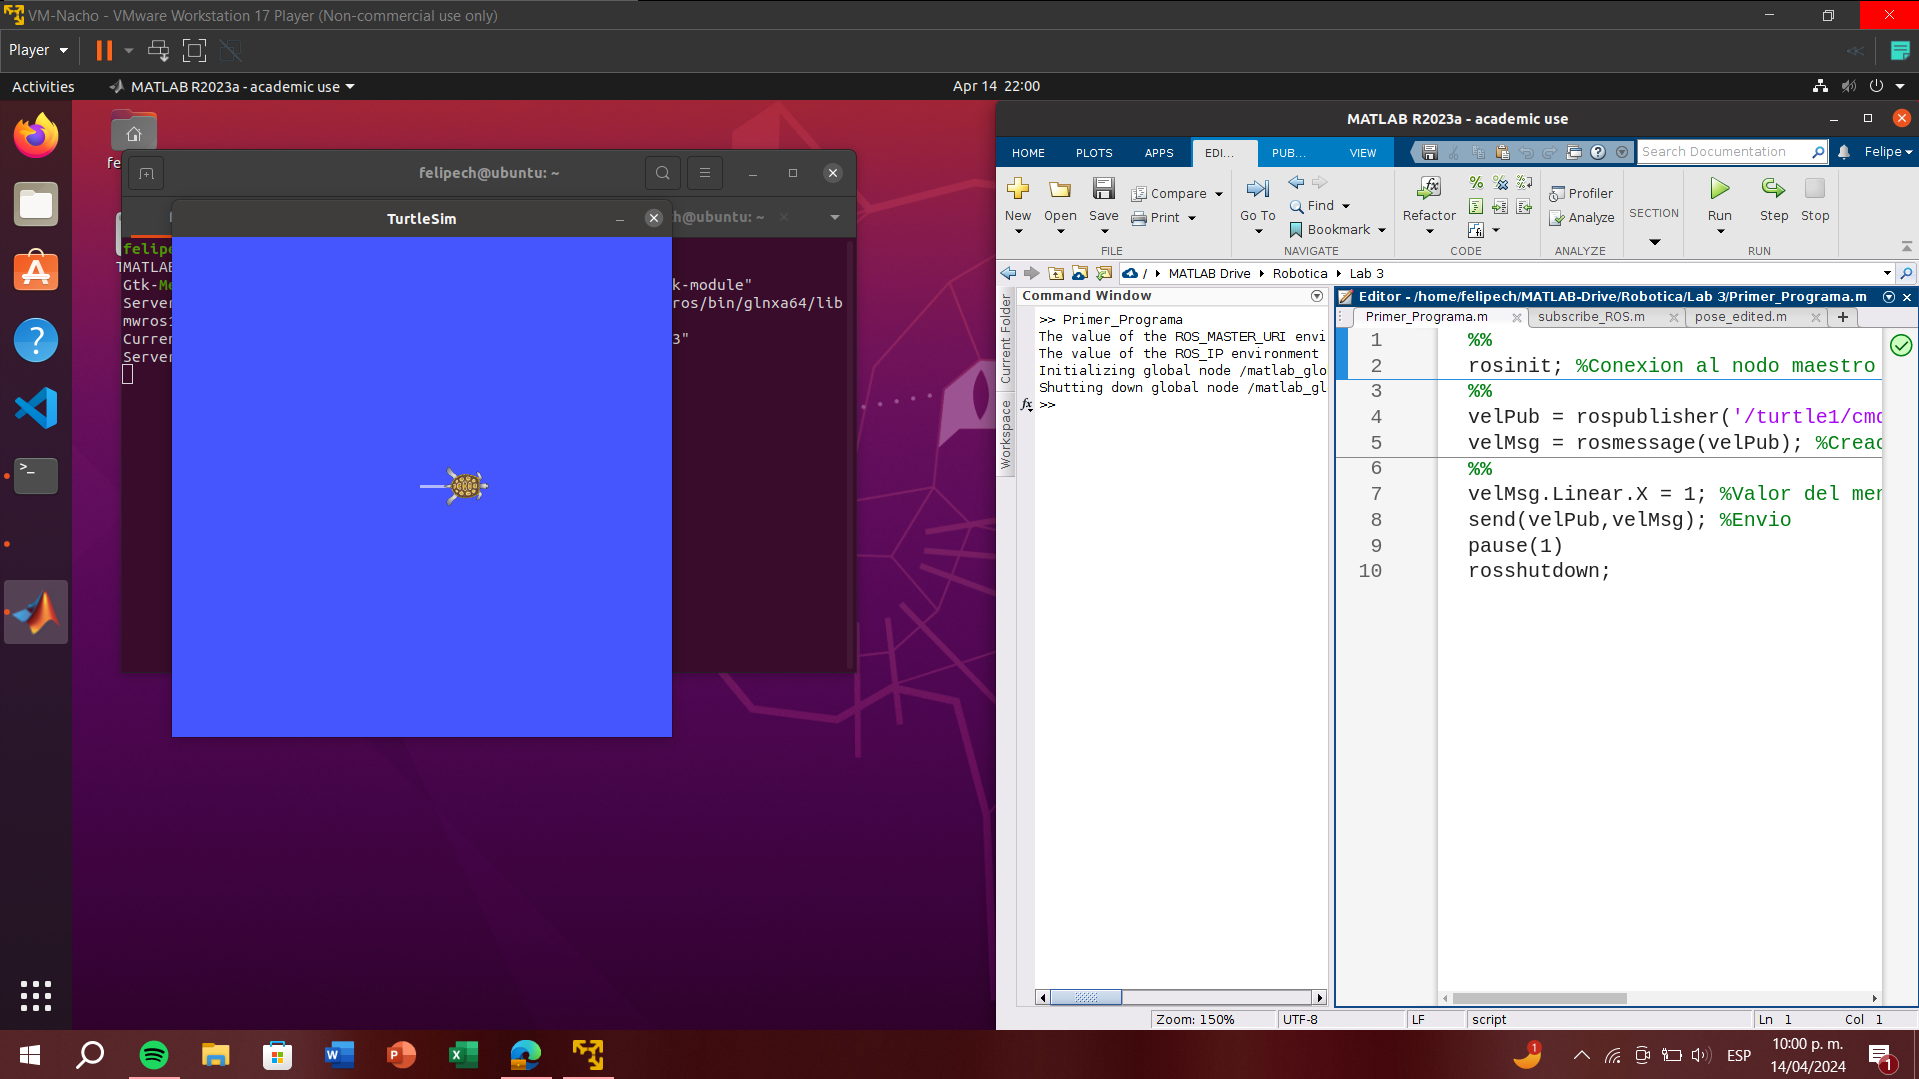 VM-Nacho - VMware Workstation 17 Player (Non-commercial use only)
Player
Activities
MATLAB R2023a - academic use
Apr 14 22:00
felipech@ubuntu: ~
h@ubuntu: ~
TurtleSim
MATLAB
Gtk-
k-module"
Server
ros/bin/glnxa64/lib
mwros
3"
Server
MATLAB R2023a - academic use
HOME
PLOTS
APPS
EDI...
PUB...
VIEW
Search Documentation
Felipe
New
Open
Save
Compare
Print
Go To
Find
Bookmark
Refactor
Profiler
Analyze
SECTION
Run
Step
Stop
FILE
NAVIGATE
CODE
ANALYZE
RUN
/ MATLAB Drive Robotica Lab 3
Current Folder
Workspace
Command Window
>> Primer_Programa
The value of the ROS_MASTER_URI envi
The value of the ROS_IP environment
Initializing global node /matlab_glo
Shutting down global node /matlab_gl
fx >>
Editor - /home/felipech/MATLAB-Drive/Robotica/Lab 3/Primer_Programa.m
Primer_Programa.m
subscribe_ROS.m
pose_edited.m
1 %%
2 rosinit; %Conexion al nodo maestro
3 %%
4 velPub = rospublisher('/turtle1/cmd
5 velMsg = rosmessage(velPub); %Creac
6 %%
7 velMsg.Linear.X = 1; %Valor del men
8 send(velPub,velMsg); %Envio
9 pause(1)
10 rosshutdown;
Zoom: 150%
UTF-8
LF
script
Ln 1
Col 1
ESP
10:00 p. m.
14/04/2024
1
1